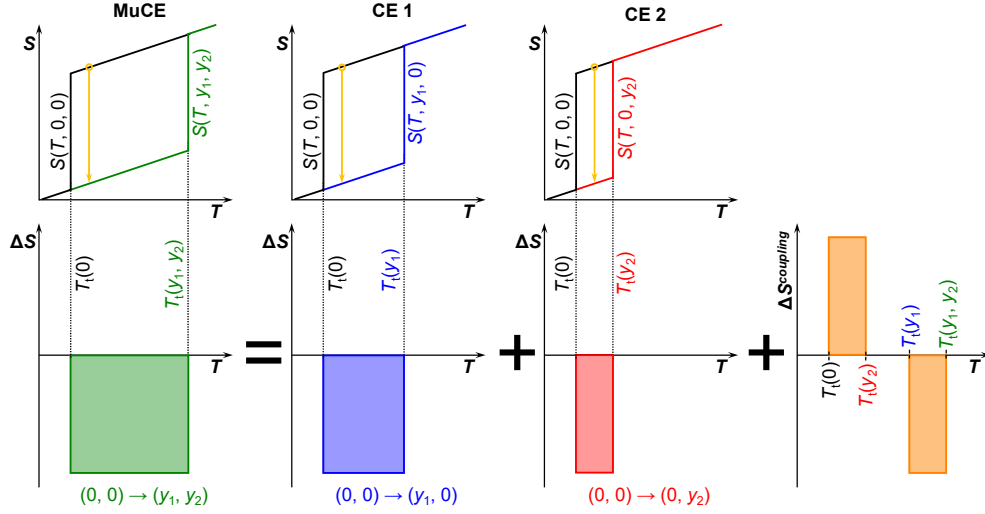 MuCE
CE 1
CE 2
S
S(T, 0, 0)
S(T, y₁, y₂)
T
S
S(T, 0, 0)
S(T, y₁, 0)
T
S
S(T, 0, 0)
S(T, 0, y₂)
T
ΔS
Tₜ(0)
Tₜ(y₁, y₂)
T
=
ΔS
Tₜ(0)
Tₜ(y₁)
T
+
ΔS
Tₜ(0)
Tₜ(y₂)
T
+
ΔS^coupling
Tₜ(0)
Tₜ(y₂)
Tₜ(y₁)
Tₜ(y₁, y₂)
T
(0, 0) → (y₁, y₂)
(0, 0) → (y₁, 0)
(0, 0) → (0, y₂)